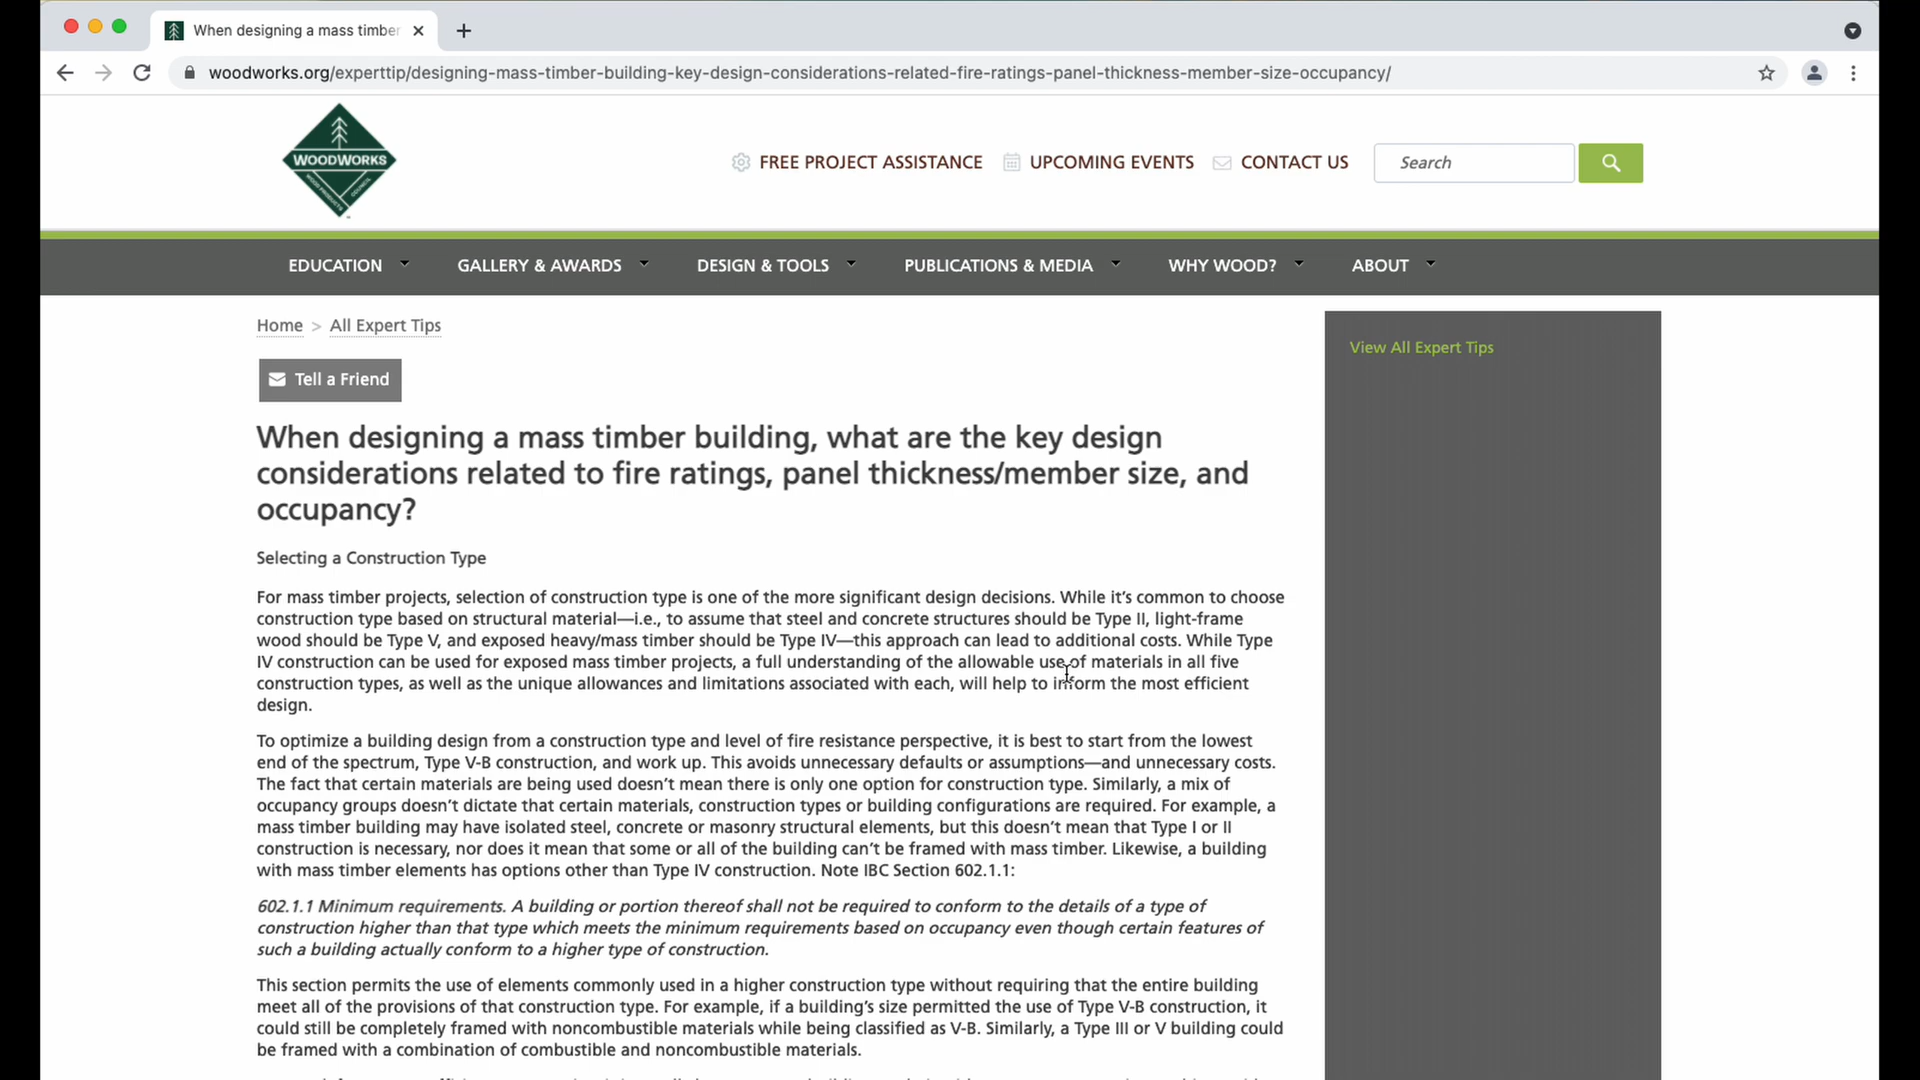 When designing a mass timber
woodworks.org/experttip/designing-mass-timber-building-key-design-considerations-related-fire-ratings-panel-thickness-member-size-occupancy/
WOODWORKS
WOOD PRODUCTS COUNCIL
FREE PROJECT ASSISTANCE
UPCOMING EVENTS
CONTACT US
Search
EDUCATION
GALLERY & AWARDS
DESIGN & TOOLS
PUBLICATIONS & MEDIA
WHY WOOD?
ABOUT
Home > All Expert Tips
View All Expert Tips
Tell a Friend
When designing a mass timber building, what are the key design
considerations related to fire ratings, panel thickness/member size, and
occupancy?
Selecting a Construction Type
For mass timber projects, selection of construction type is one of the more significant design decisions. While it’s common to choose
construction type based on structural material—i.e., to assume that steel and concrete structures should be Type II, light-frame
wood should be Type V, and exposed heavy/mass timber should be Type IV—this approach can lead to additional costs. While Type
IV construction can be used for exposed mass timber projects, a full understanding of the allowable use of materials in all five
construction types, as well as the unique allowances and limitations associated with each, will help to inform the most efficient
design.
To optimize a building design from a construction type and level of fire resistance perspective, it is best to start from the lowest
end of the spectrum, Type V-B construction, and work up. This avoids unnecessary defaults or assumptions—and unnecessary costs.
The fact that certain materials are being used doesn’t mean there is only one option for construction type. Similarly, a mix of
occupancy groups doesn’t dictate that certain materials, construction types or building configurations are required. For example, a
mass timber building may have isolated steel, concrete or masonry structural elements, but this doesn’t mean that Type I or II
construction is necessary, nor does it mean that some or all of the building can’t be framed with mass timber. Likewise, a building
with mass timber elements has options other than Type IV construction. Note IBC Section 602.1.1:
602.1.1 Minimum requirements. A building or portion thereof shall not be required to conform to the details of a type of
construction higher than that type which meets the minimum requirements based on occupancy even though certain features of
such a building actually conform to a higher type of construction.
This section permits the use of elements commonly used in a higher construction type without requiring that the entire building
meet all of the provisions of that construction type. For example, if a building’s size permitted the use of Type V-B construction, it
could still be completely framed with noncombustible materials while being classified as V-B. Similarly, a Type III or V building could
be framed with a combination of combustible and noncombustible materials.